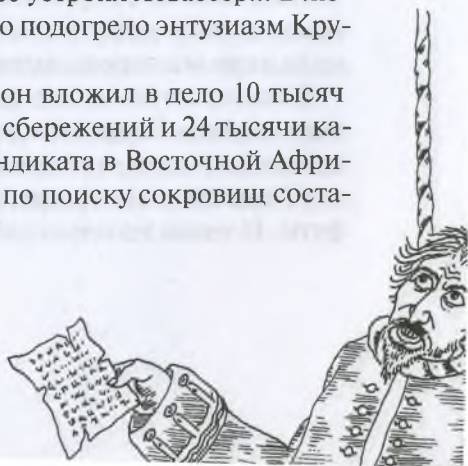 о подогрело энтузиазм Кру-
он вложил в дело 10 тысяч
сбережений и 24 тысячи ка-
ндиката в Восточной Афри-
по поиску сокровищ соста-